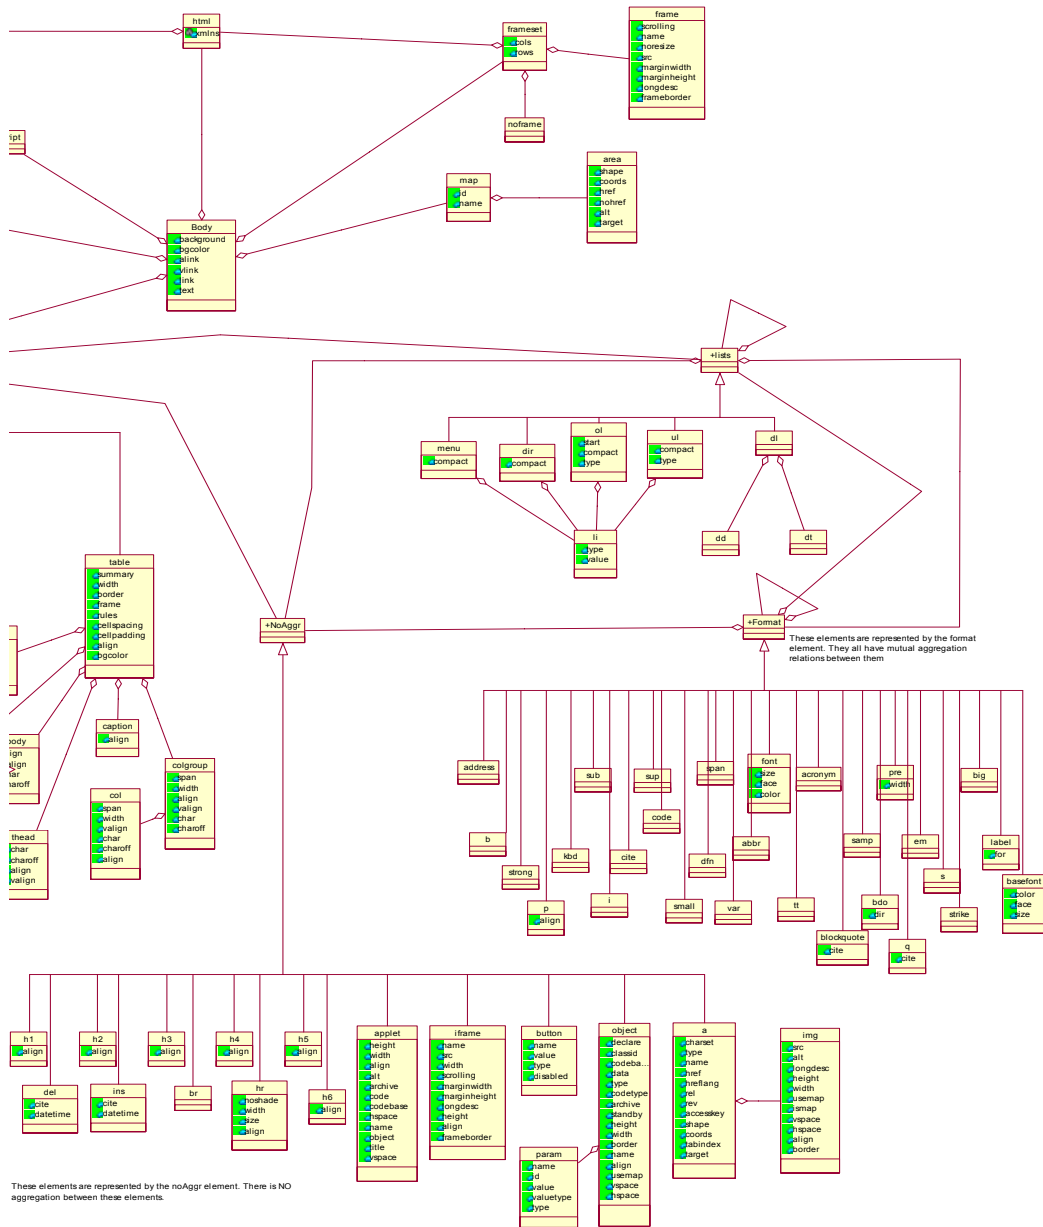 html
xmlns
frameset
cols
rows
frame
scrolling
name
noresize
src
marginwidth
marginheight
longdesc
frameborder
noframe
ript
map
id
name
area
shape
coords
href
nohref
alt
target
Body
background
bgcolor
alink
vlink
link
text
+lists
menu
compact
dir
compact
ol
start
compact
type
ul
compact
type
dl
li
type
value
dd
dt
table
summary
width
border
frame
rules
cellspacing
cellpadding
align
bgcolor
+NoAggr
+Format
These elements are represented by the format
element. They all have mutual aggregation
relations between them
caption
align
body
lign
align
har
haroff
colgroup
span
width
align
valign
char
charoff
col
span
width
valign
char
charoff
align
thead
char
charoff
align
valign
address
sub
sup
span
font
size
face
color
acronym
pre
width
big
b
strong
p
align
kbd
i
cite
code
small
dfn
var
abbr
tt
blockquote
cite
samp
bdo
dir
q
cite
em
s
strike
label
for
basefont
color
face
size
h1
align
h2
align
h3
align
h4
align
h5
align
del
cite
datetime
ins
cite
datetime
br
hr
noshade
width
size
align
h6
align
applet
height
width
align
alt
archive
code
codebase
hspace
name
object
title
vspace
iframe
name
src
width
scrolling
marginwidth
marginheight
longdesc
height
align
frameborder
button
name
value
type
disabled
object
declare
classid
codeba...
data
type
codetype
archive
standby
height
width
border
name
align
usemap
vspace
hspace
a
charset
type
name
href
hreflang
rel
rev
accesskey
shape
coords
tabindex
target
img
src
alt
longdesc
height
width
usemap
ismap
vspace
hspace
align
border
param
name
id
value
valuetype
type
These elements are represented by the noAggr element. There is NO
aggregation between these elements.